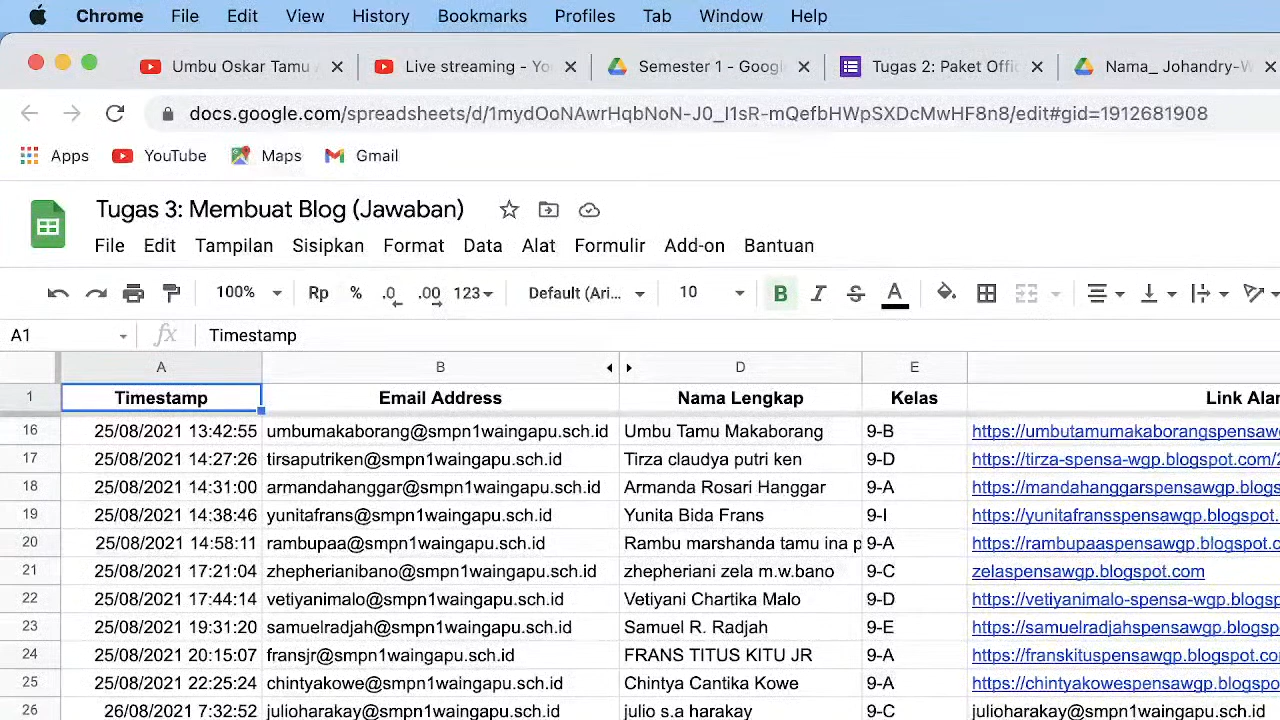 Chrome File Edit View History Bookmarks Profiles Tab Window Help
Umbu Oskar Tamu Live streaming - Yo Semester 1 - Googl Tugas 2: Paket Offi Nama_ Johandry-W
docs.google.com/spreadsheets/d/1mydOoNAwrHqbNoN-J0_I1sR-mQefbHWpSXDcMwHF8n8/edit#gid=1912681908
Apps YouTube Maps Gmail
Tugas 3: Membuat Blog (Jawaban)
File Edit Tampilan Sisipkan Format Data Alat Formulir Add-on Bantuan
100% Rp % .0 .00 123 Default (Ari... 10 B I S A
A1 fx Timestamp
A B D E
1 Timestamp Email Address Nama Lengkap Kelas Link Alam
16 25/08/2021 13:42:55 umbumakaborang@smpn1waingapu.sch.id Umbu Tamu Makaborang 9-B https://umbutamumakaborangspensaw
17 25/08/2021 14:27:26 tirsaputriken@smpn1waingapu.sch.id Tirza claudya putri ken 9-D https://tirza-spensa-wgp.blogspot.com/2
18 25/08/2021 14:31:00 armandahanggar@smpn1waingapu.sch.id Armanda Rosari Hanggar 9-A https://mandahanggarspensawgp.blogs
19 25/08/2021 14:38:46 yunitafrans@smpn1waingapu.sch.id Yunita Bida Frans 9-I https://yunitafransspensawgp.blogspot.
20 25/08/2021 14:58:11 rambupaa@smpn1waingapu.sch.id Rambu marshanda tamu ina p 9-A https://rambupaaspensawgp.blogspot.c
21 25/08/2021 17:21:04 zhepherianibano@smpn1waingapu.sch.id zhepheriani zela m.w.bano 9-C zelaspensawgp.blogspot.com
22 25/08/2021 17:44:14 vetiyanimalo@smpn1waingapu.sch.id Vetiyani Chartika Malo 9-D https://vetiyanimalo-spensa-wgp.blogsp
23 25/08/2021 19:31:20 samuelradjah@smpn1waingapu.sch.id Samuel R. Radjah 9-E https://samuelradjahspensawgp.blogsp
24 25/08/2021 20:15:07 fransjr@smpn1waingapu.sch.id FRANS TITUS KITU JR 9-A https://franskituspensawgp.blogspot.com
25 25/08/2021 22:25:24 chintyakowe@smpn1waingapu.sch.id Chintya Cantika Kowe 9-A https://chintyakowespensawgp.blogspo
26 26/08/2021 7:32:52 julioharakay@smpn1waingapu.sch.id julio s.a harakay 9-C julioharakay@smpn1waingapu.sch.id